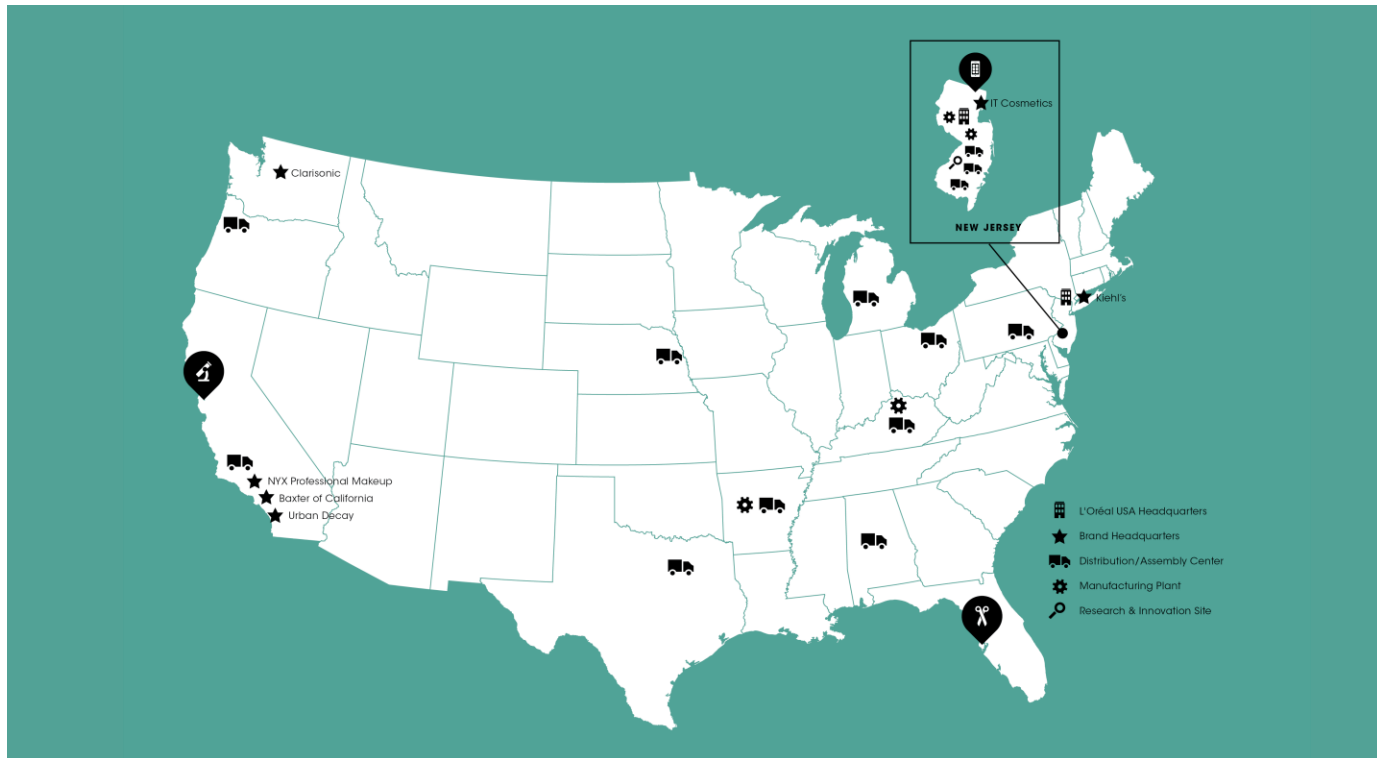 IT Cosmetics
NEW JERSEY
Clarisonic
Kiehl's
NYX Professional Makeup
Baxter of California
Urban Decay
L'Oréal USA Headquarters
Brand Headquarters
Distribution/Assembly Center
Manufacturing Plant
Research & Innovation Site